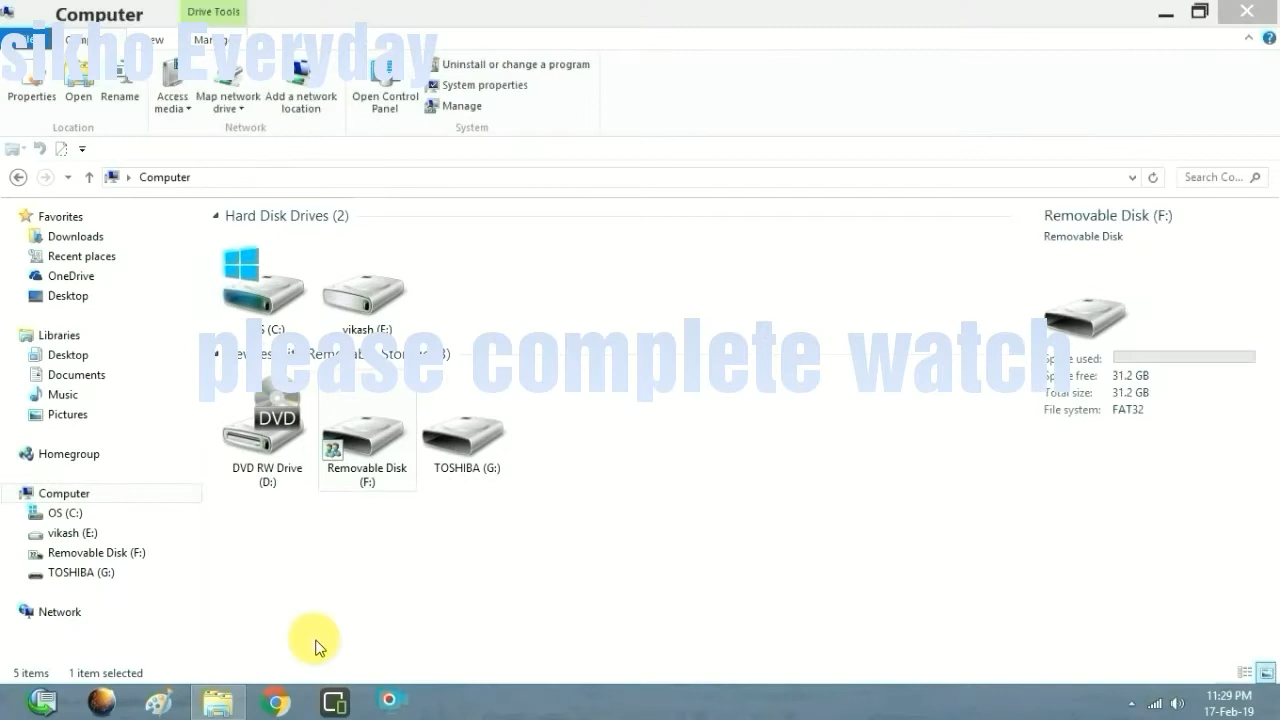 Computer
Drive Tools
sikho Everyday
Properties
Open
Rename
Access media
Map network drive
Add a network location
Open Control Panel
Uninstall or change a program
System properties
Manage
Location
Network
System
Computer
Search Co...
Favorites
Downloads
Recent places
OneDrive
Desktop
Libraries
Desktop
Documents
Music
Pictures
Homegroup
Computer
OS (C:)
vikash (E:)
Removable Disk (F:)
TOSHIBA (G:)
Network
Hard Disk Drives (2)
(C:)
vikash (E:)
please complete watch
DVD
DVD RW Drive (D:)
Removable Disk (F:)
TOSHIBA (G:)
Removable Disk (F:)
Removable Disk
Space used:
Space free: 31.2 GB
Total size: 31.2 GB
File system: FAT32
5 items
1 item selected
11:29 PM
17-Feb-19